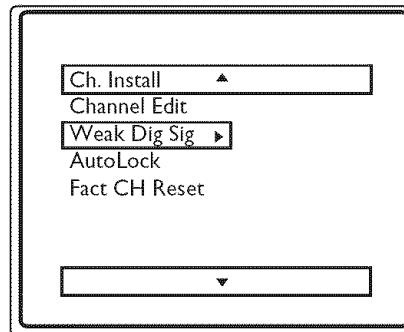 Ch. Install ▲
Channel Edit
Weak Dig Sig ▶
AutoLock
Fact CH Reset
▼